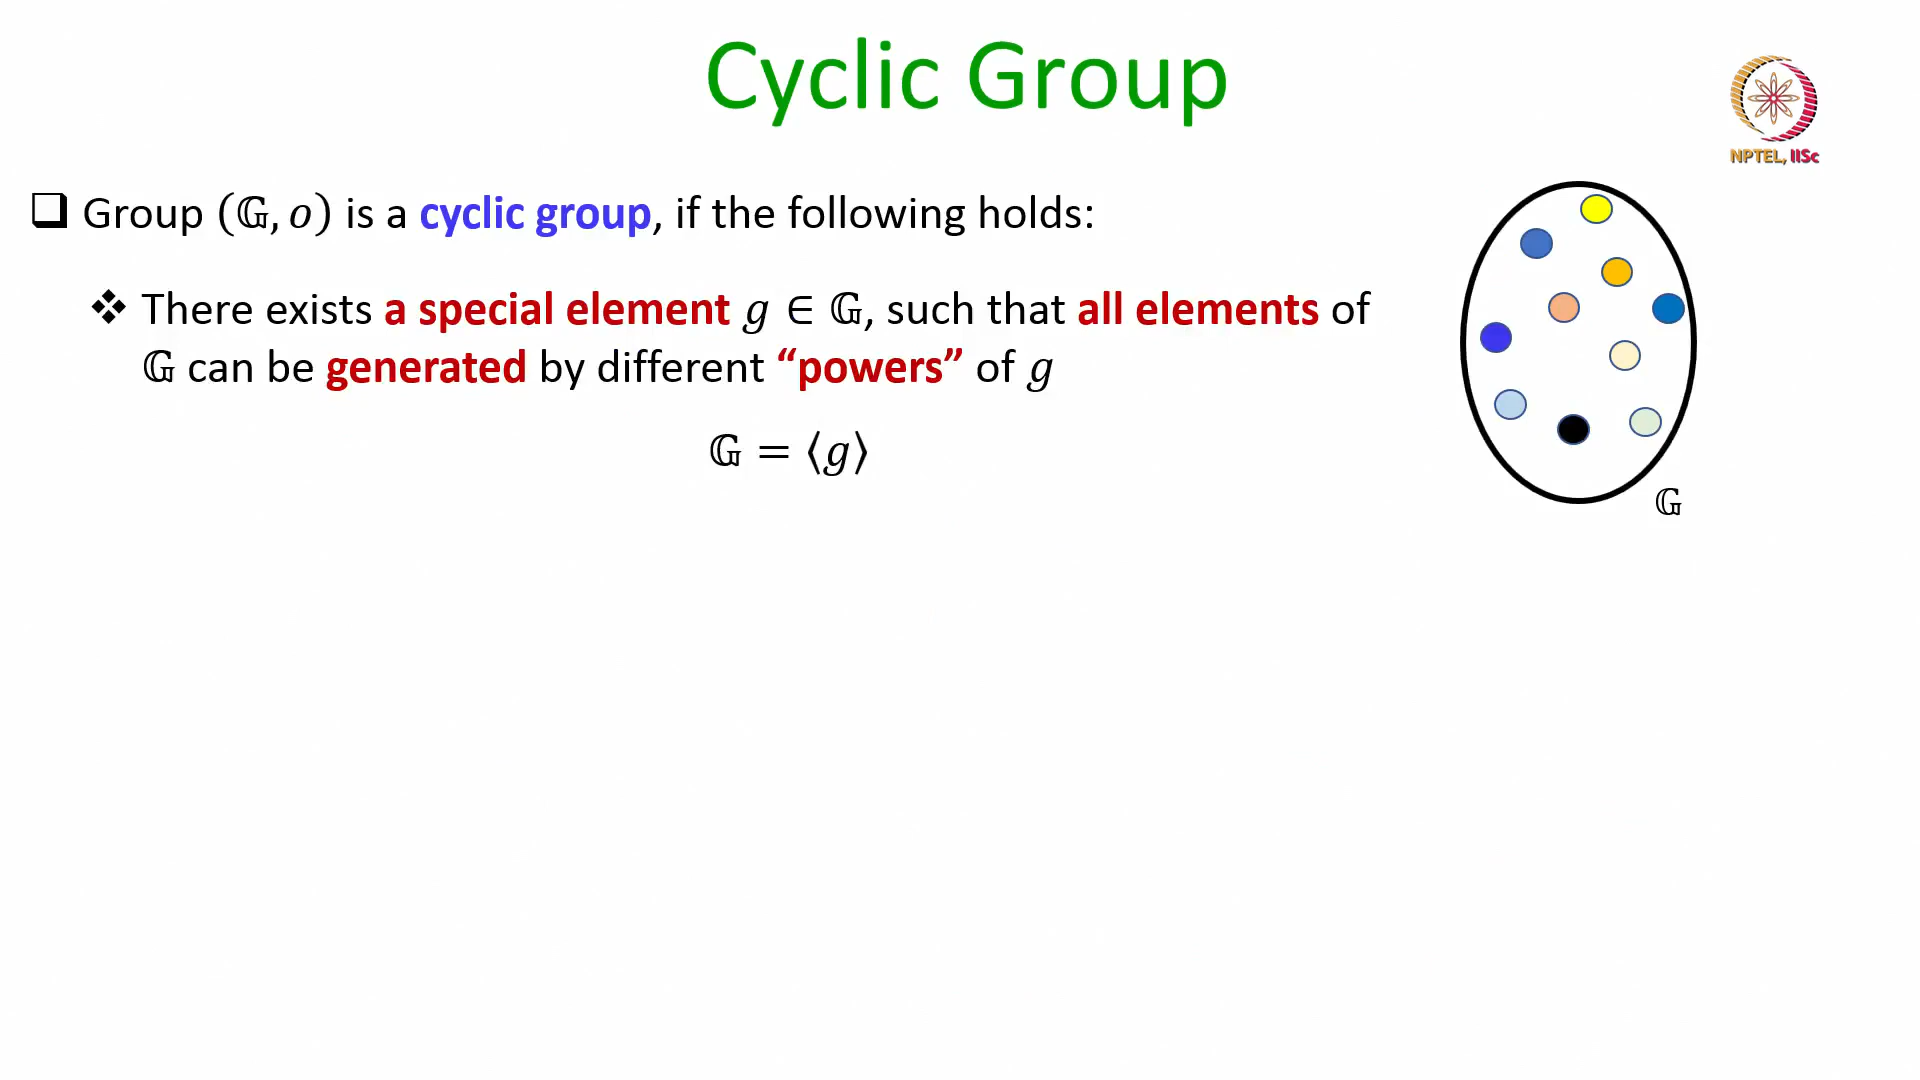 Cyclic Group
NPTEL, IISc
❑ Group (𝔾, o) is a cyclic group, if the following holds:
❖ There exists a special element g ∈ 𝔾, such that all elements of
𝔾 can be generated by different “powers” of g
𝔾 = ⟨g⟩
𝔾